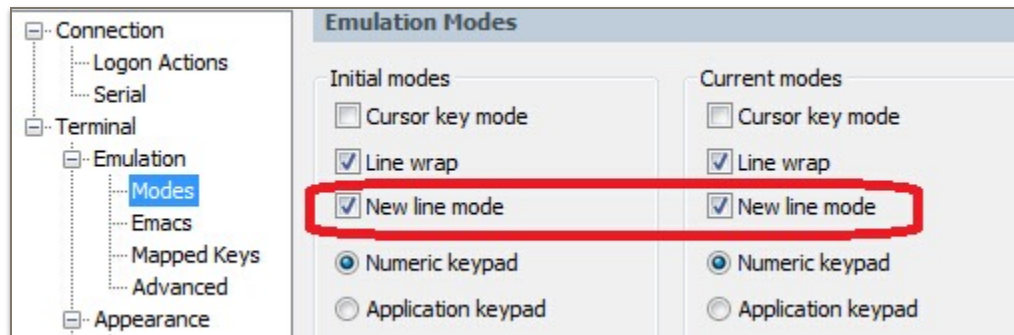 Connection
Logon Actions
Serial
Terminal
Emulation
Modes
Emacs
Mapped Keys
Advanced
Appearance
Emulation Modes
Initial modes
Cursor key mode
Line wrap
New line mode
Numeric keypad
Application keypad
Current modes
Cursor key mode
Line wrap
New line mode
Numeric keypad
Application keypad